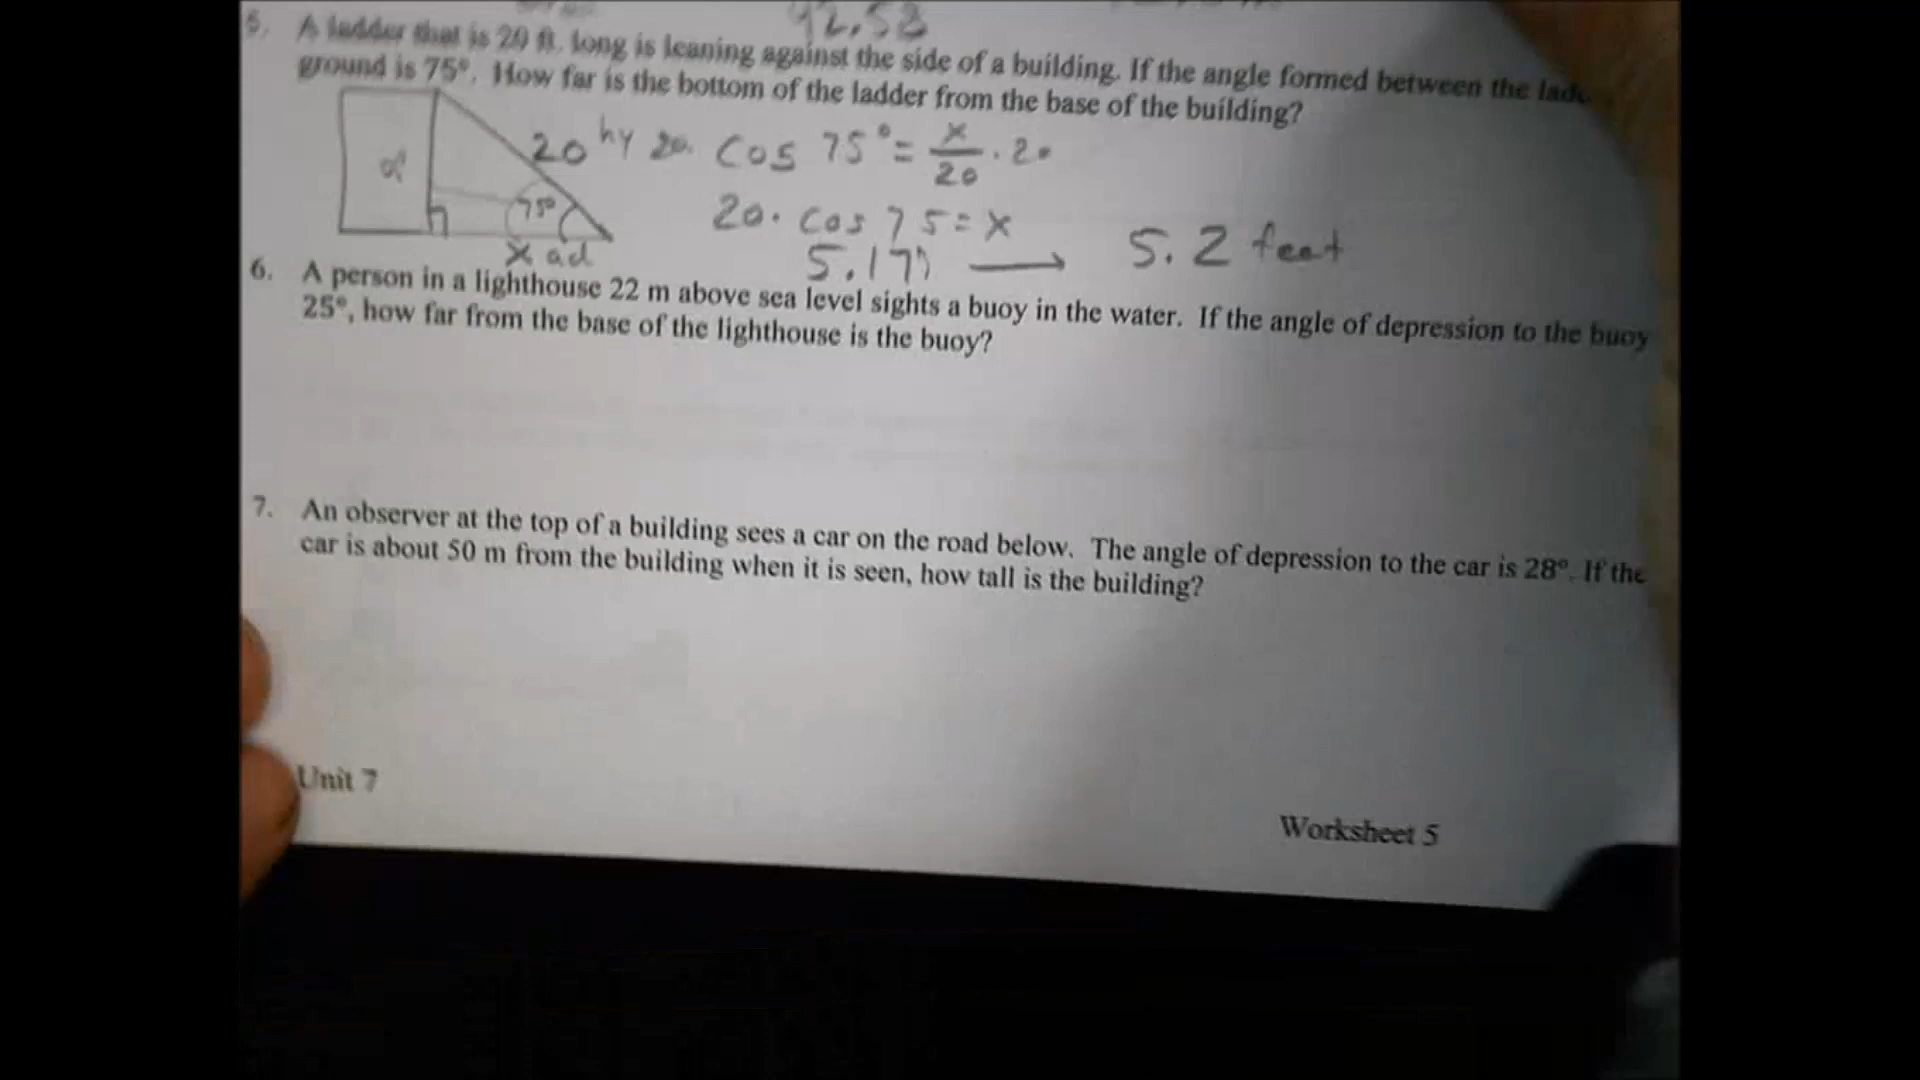 42.58
5. A ladder that is 20 ft. long is leaning against the side of a building. If the angle formed between the
ground is 75°. How far is the bottom of the ladder from the base of the building?
20 hy 20. cos 75° = x/20 . 20
75°
20. cos 75 = x
x ad
5.17 → 5.2 feet
6. A person in a lighthouse 22 m above sea level sights a buoy in the water. If the angle of depression to the buoy
25°, how far from the base of the lighthouse is the buoy?
7. An observer at the top of a building sees a car on the road below. The angle of depression to the car is 28°. If the
car is about 50 m from the building when it is seen, how tall is the building?
Unit 7
Worksheet 5